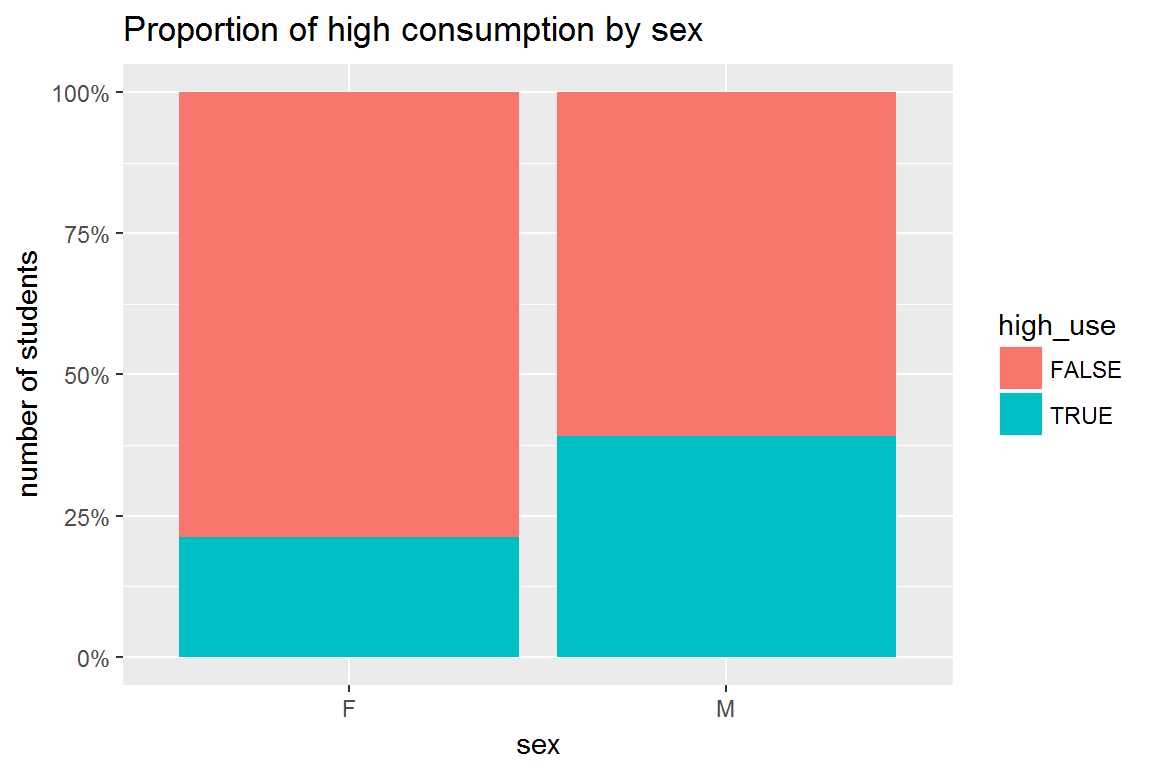 Proportion of high consumption by sex
100%
75%
50%
25%
0%
number of students
F
M
sex
high_use
FALSE
TRUE